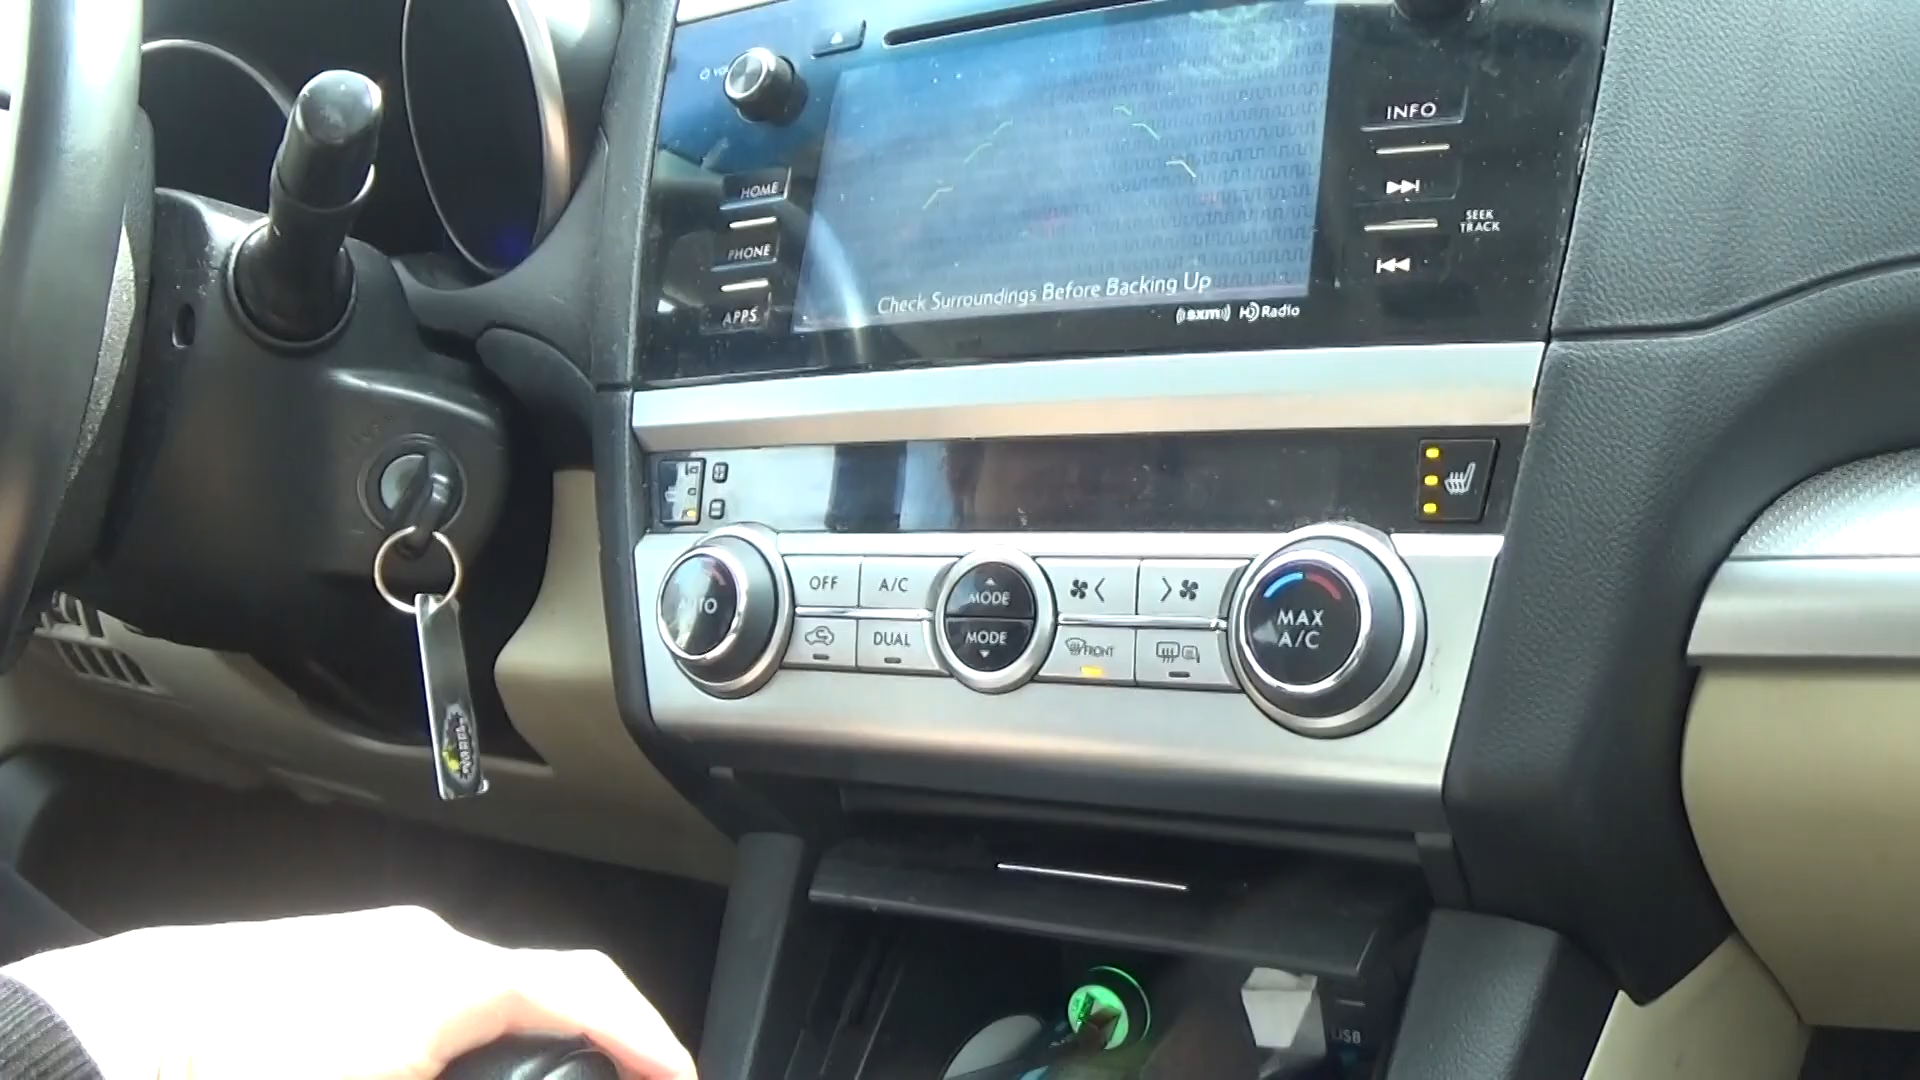 VOL
HOME
PHONE
APPS
INFO
SEEK
TRACK
Check Surroundings Before Backing Up
((SXM)) HD Radio
AUTO
OFF
A/C
MODE
MODE
DUAL
FRONT
MAX
A/C
USB